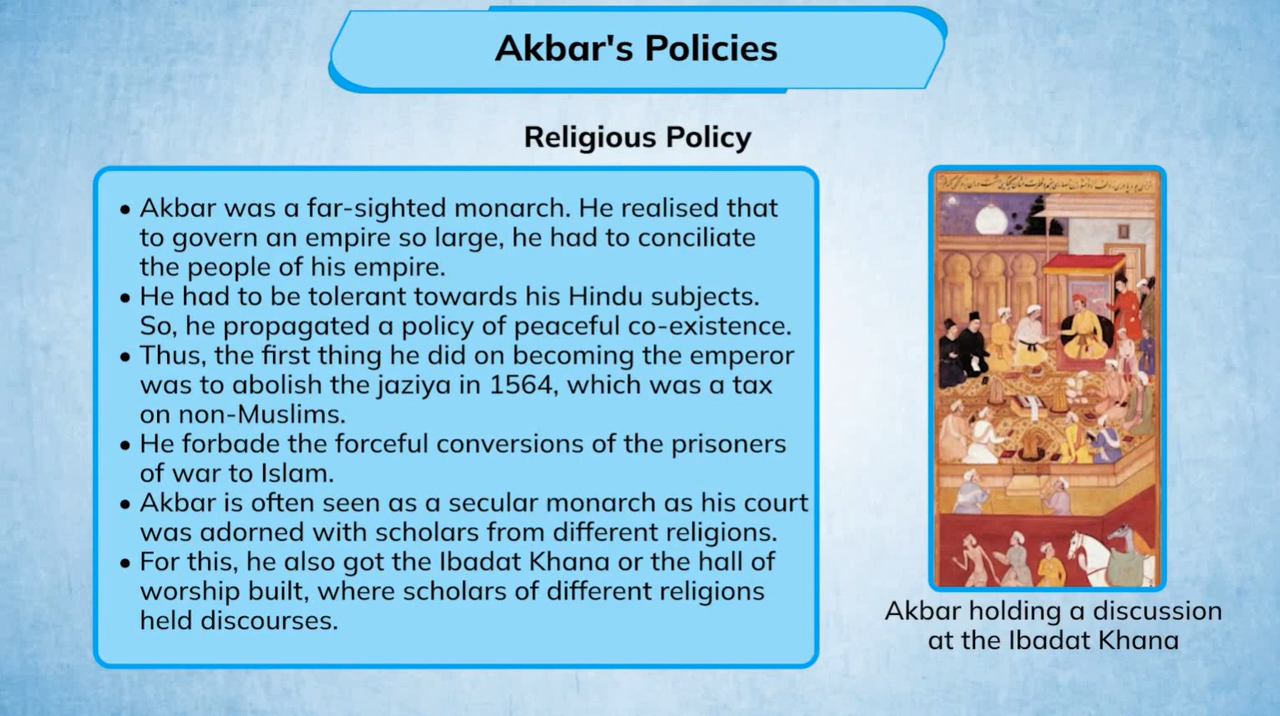 Akbar's Policies
Religious Policy
• Akbar was a far-sighted monarch. He realised that
to govern an empire so large, he had to conciliate
the people of his empire.
• He had to be tolerant towards his Hindu subjects.
So, he propagated a policy of peaceful co-existence.
• Thus, the first thing he did on becoming the emperor
was to abolish the jaziya in 1564, which was a tax
on non-Muslims.
• He forbade the forceful conversions of the prisoners
of war to Islam.
• Akbar is often seen as a secular monarch as his court
was adorned with scholars from different religions.
• For this, he also got the Ibadat Khana or the hall of
worship built, where scholars of different religions
held discourses.
Akbar holding a discussion
at the Ibadat Khana